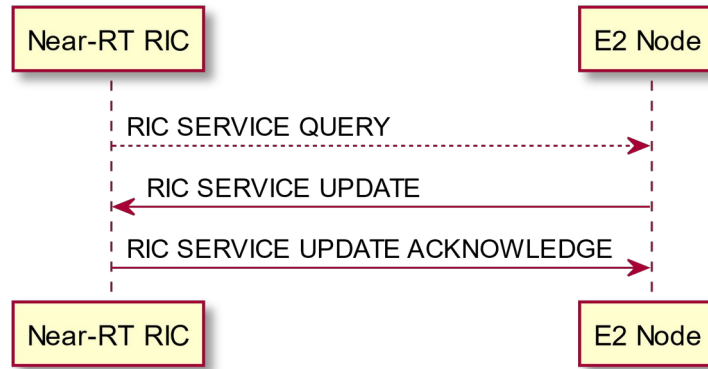 Near-RT RIC
E2 Node
RIC SERVICE QUERY
RIC SERVICE UPDATE
RIC SERVICE UPDATE ACKNOWLEDGE
Near-RT RIC
E2 Node